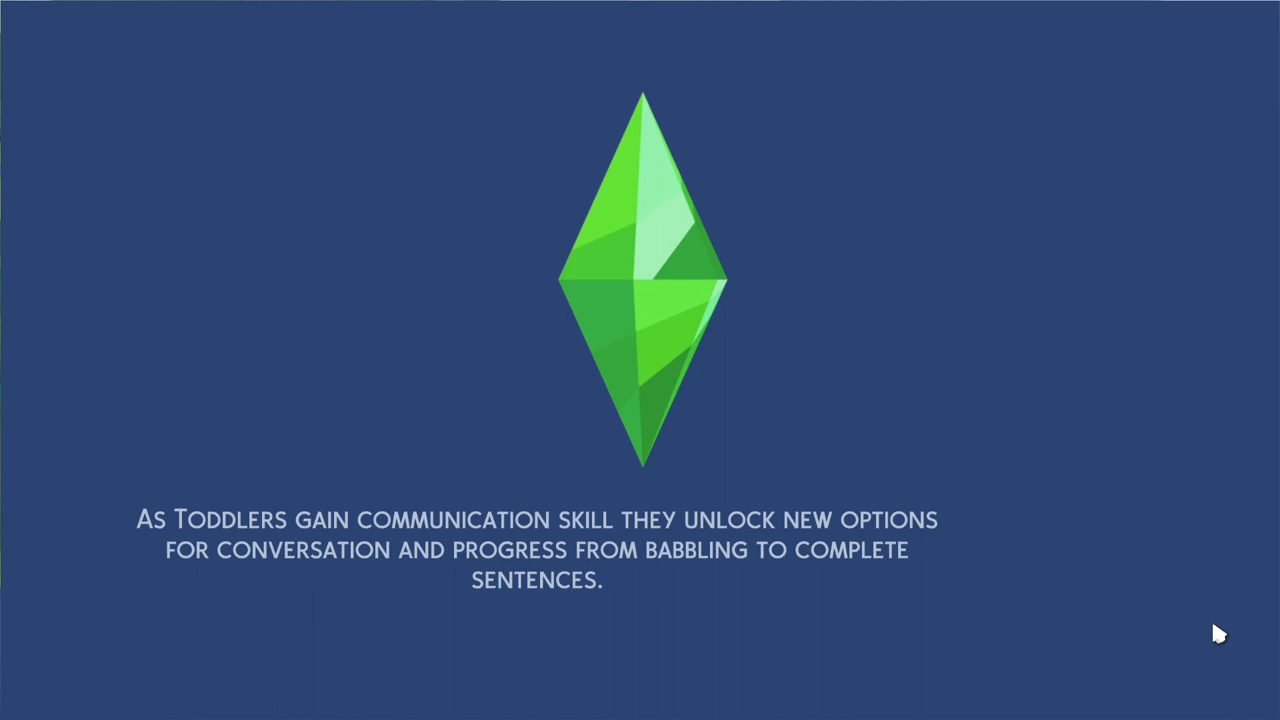 As Toddlers gain communication skill they unlock new options
for conversation and progress from babbling to complete
sentences.